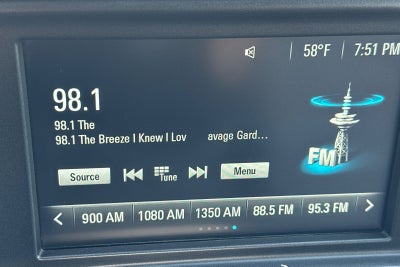 58°F 7:51 PM
98.1
98.1 The
98.1 The Breeze I Knew I Lov avage Gard...
FM
Source Tune Menu
900 AM 1080 AM 1350 AM 88.5 FM 95.3 FM